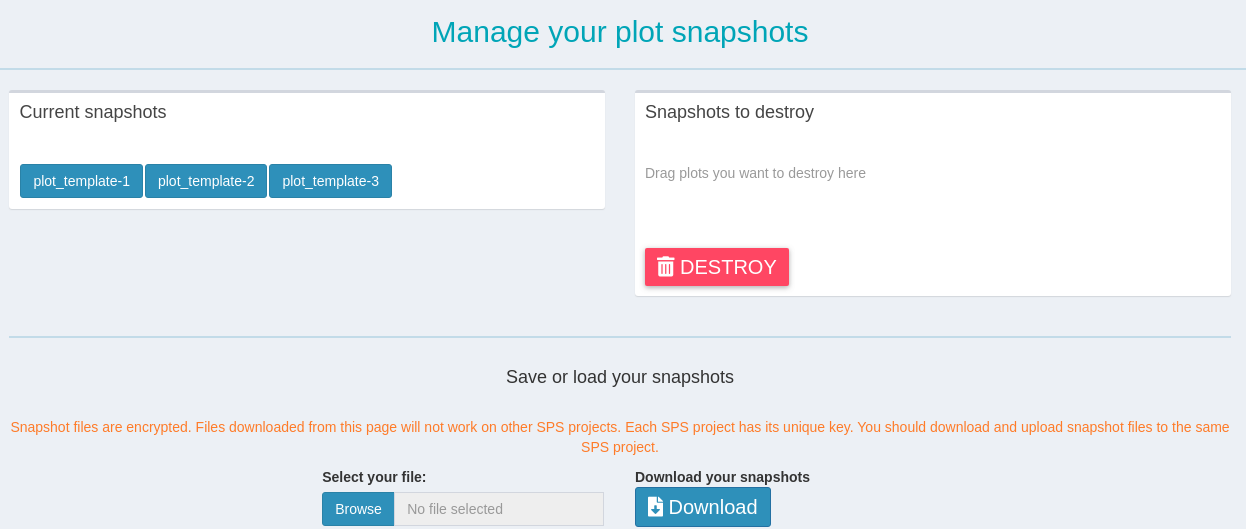 Manage your plot snapshots
Current snapshots
plot_template-1 plot_template-2 plot_template-3
Snapshots to destroy
Drag plots you want to destroy here
DESTROY
Save or load your snapshots
Snapshot files are encrypted. Files downloaded from this page will not work on other SPS projects. Each SPS project has its unique key. You should download and upload snapshot files to the same
SPS project.
Select your file:
Browse No file selected
Download your snapshots
Download